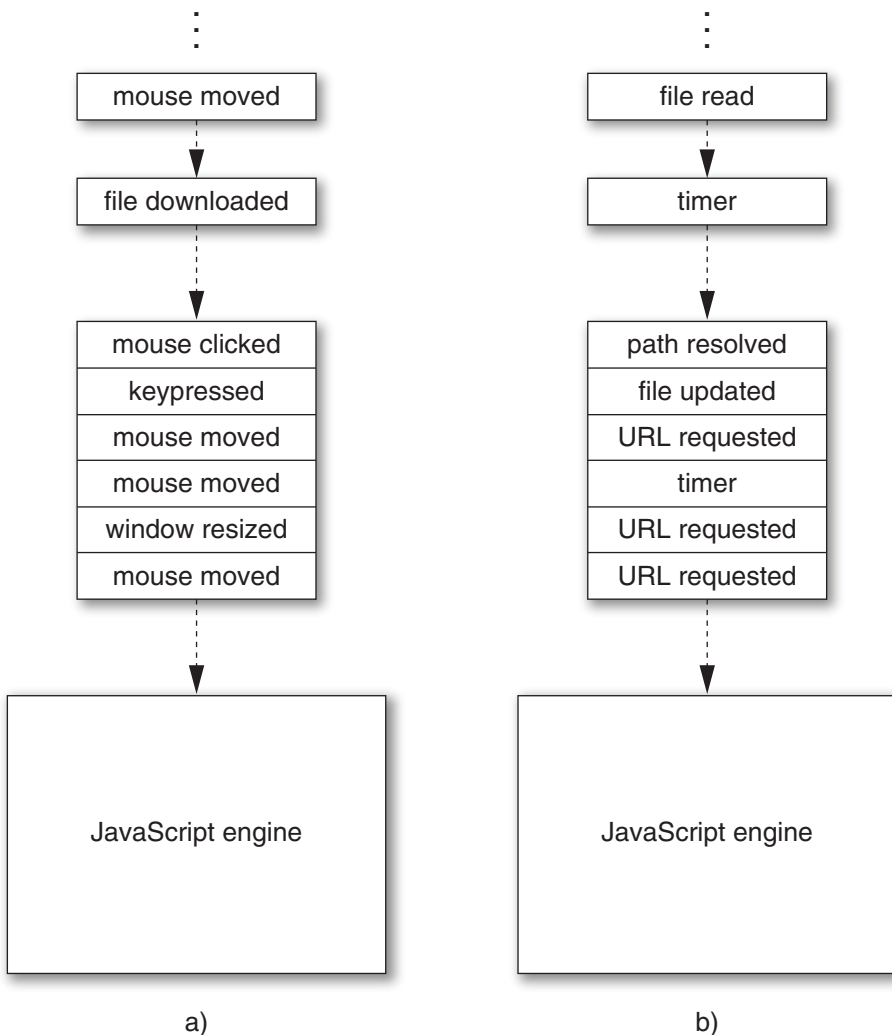 mouse moved
file downloaded
mouse clicked
keypressed
mouse moved
mouse moved
window resized
mouse moved
JavaScript engine
a)
file read
timer
path resolved
file updated
URL requested
timer
URL requested
URL requested
JavaScript engine
b)